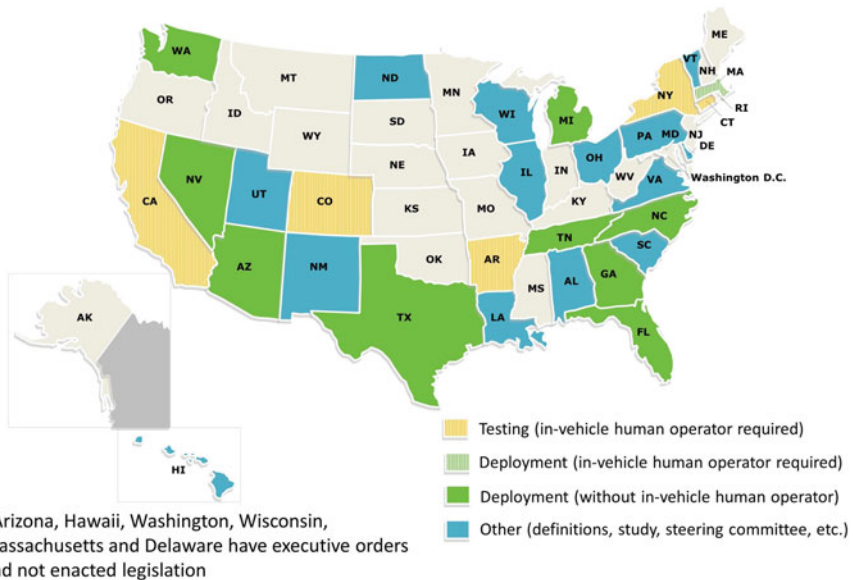 WA
MT
ND
MN
ME
VT
NH
MA
OR
ID
SD
WI
NY
MI
RI
CT
WY
IA
PA
MD
NJ
NE
OH
DE
NV
IL
IN
WV
Washington D.C.
UT
VA
CA
CO
KS
MO
KY
NC
TN
OK
AR
SC
AZ
NM
MS
AL
GA
TX
LA
AK
FL
HI
Testing (in-vehicle human operator required)
Deployment (in-vehicle human operator required)
Deployment (without in-vehicle human operator)
Other (definitions, study, steering committee, etc.)
Arizona, Hawaii, Washington, Wisconsin,
assachusetts and Delaware have executive orders
nd not enacted legislation